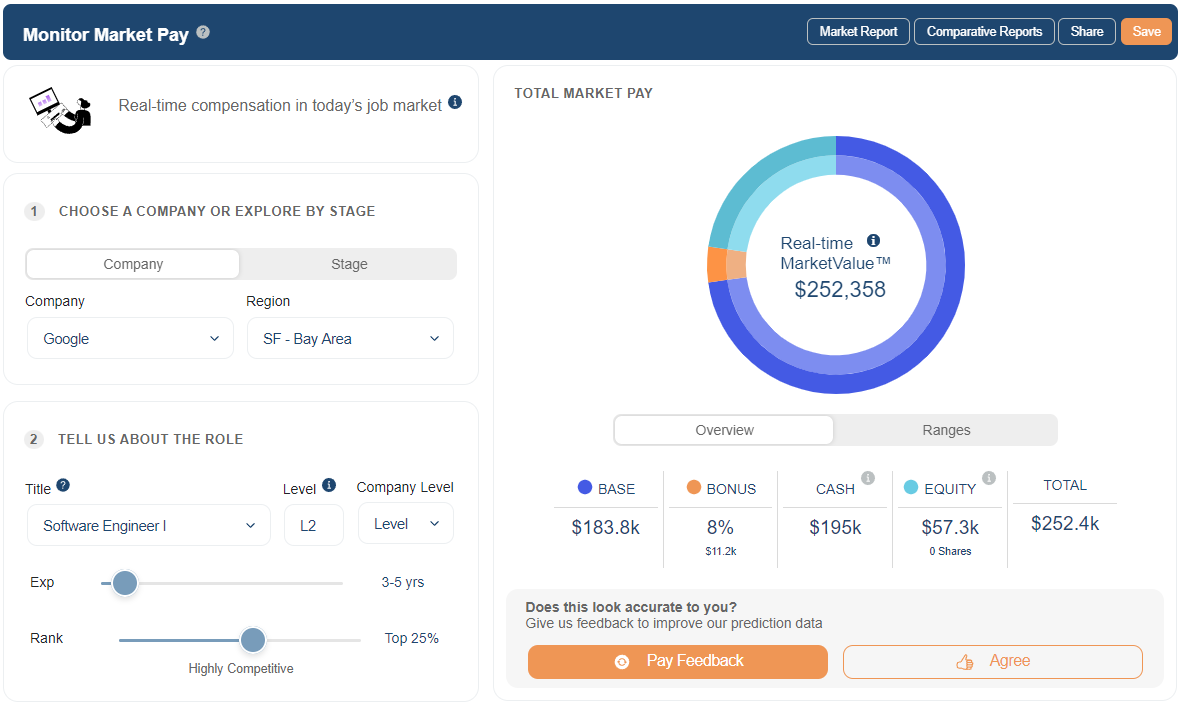 Monitor Market Pay ?
Market Report
Comparative Reports
Share
Save
Real-time compensation in today's job market i
1 CHOOSE A COMPANY OR EXPLORE BY STAGE
Company
Stage
Company
Region
Google
SF - Bay Area
2 TELL US ABOUT THE ROLE
Title ?
Level i
Company Level
Software Engineer I
L2
Level
Exp
3-5 yrs
Rank
Top 25%
Highly Competitive
TOTAL MARKET PAY
Real-time i
MarketValue™
$252,358
Overview
Ranges
BASE
$183.8k
BONUS
8%
$11.2k
CASH i
$195k
EQUITY i
$57.3k
0 Shares
TOTAL
$252.4k
Does this look accurate to you?
Give us feedback to improve our prediction data
Pay Feedback
Agree